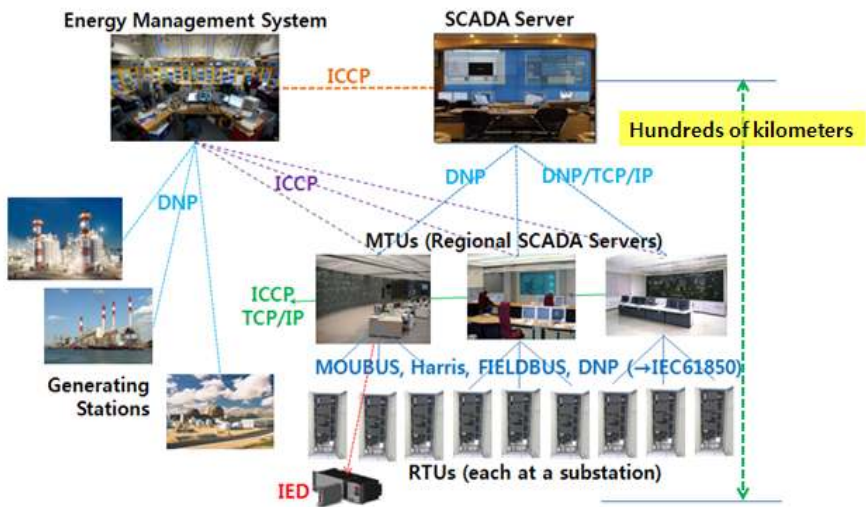 Energy Management System
SCADA Server
ICCP
Hundreds of kilometers
DNP
ICCP
DNP
DNP/TCP/IP
MTUs (Regional SCADA Servers)
ICCP
TCP/IP
MOUBUS, Harris, FIELDBUS, DNP (→IEC61850)
Generating
Stations
RTUs (each at a substation)
IED